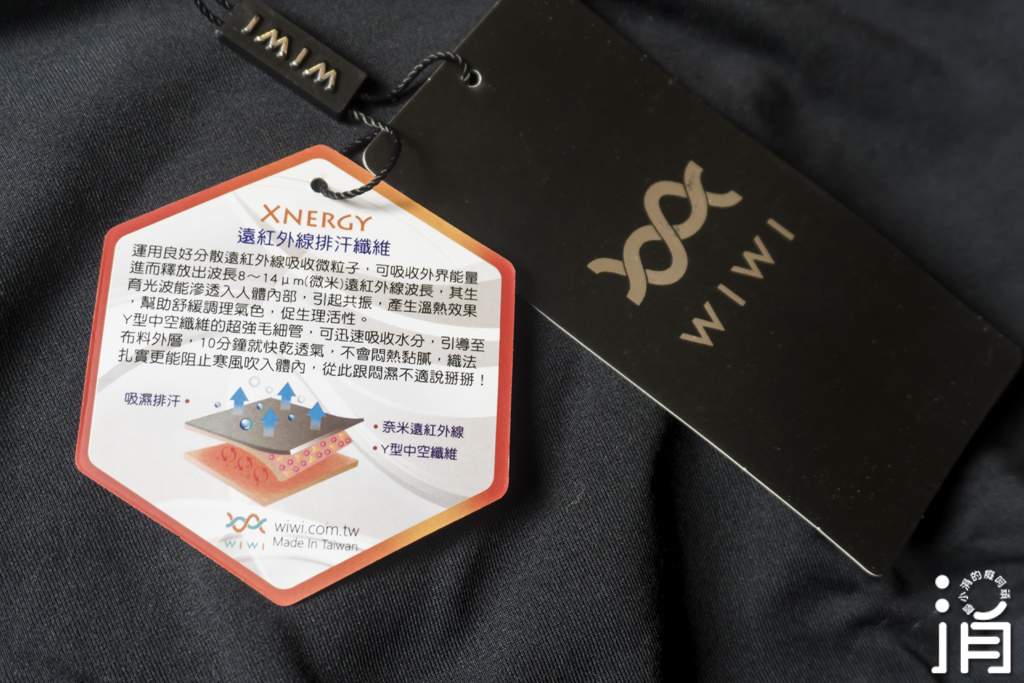 WIWI
WIWI
XNERGY
遠紅外線排汗纖維
運用良好分散遠紅外線吸收微粒子，可吸收外界能量
進而釋放出波長8～14μm(微米)遠紅外線波長，其生
育光波能滲透入人體內部，引起共振，產生溫熱效果
，幫助舒緩調理氣色，促生理活性。
Y型中空纖維的超強毛細管，可迅速吸收水分，引導至
布料外層，10分鐘就快乾透氣，不會悶熱黏膩，織法
扎實更能阻止寒風吹入體內，從此跟悶濕不適說掰掰！
吸濕排汗
奈米遠紅外線
Y型中空纖維
WIWI
wiwi.com.tw
Made In Taiwan
消